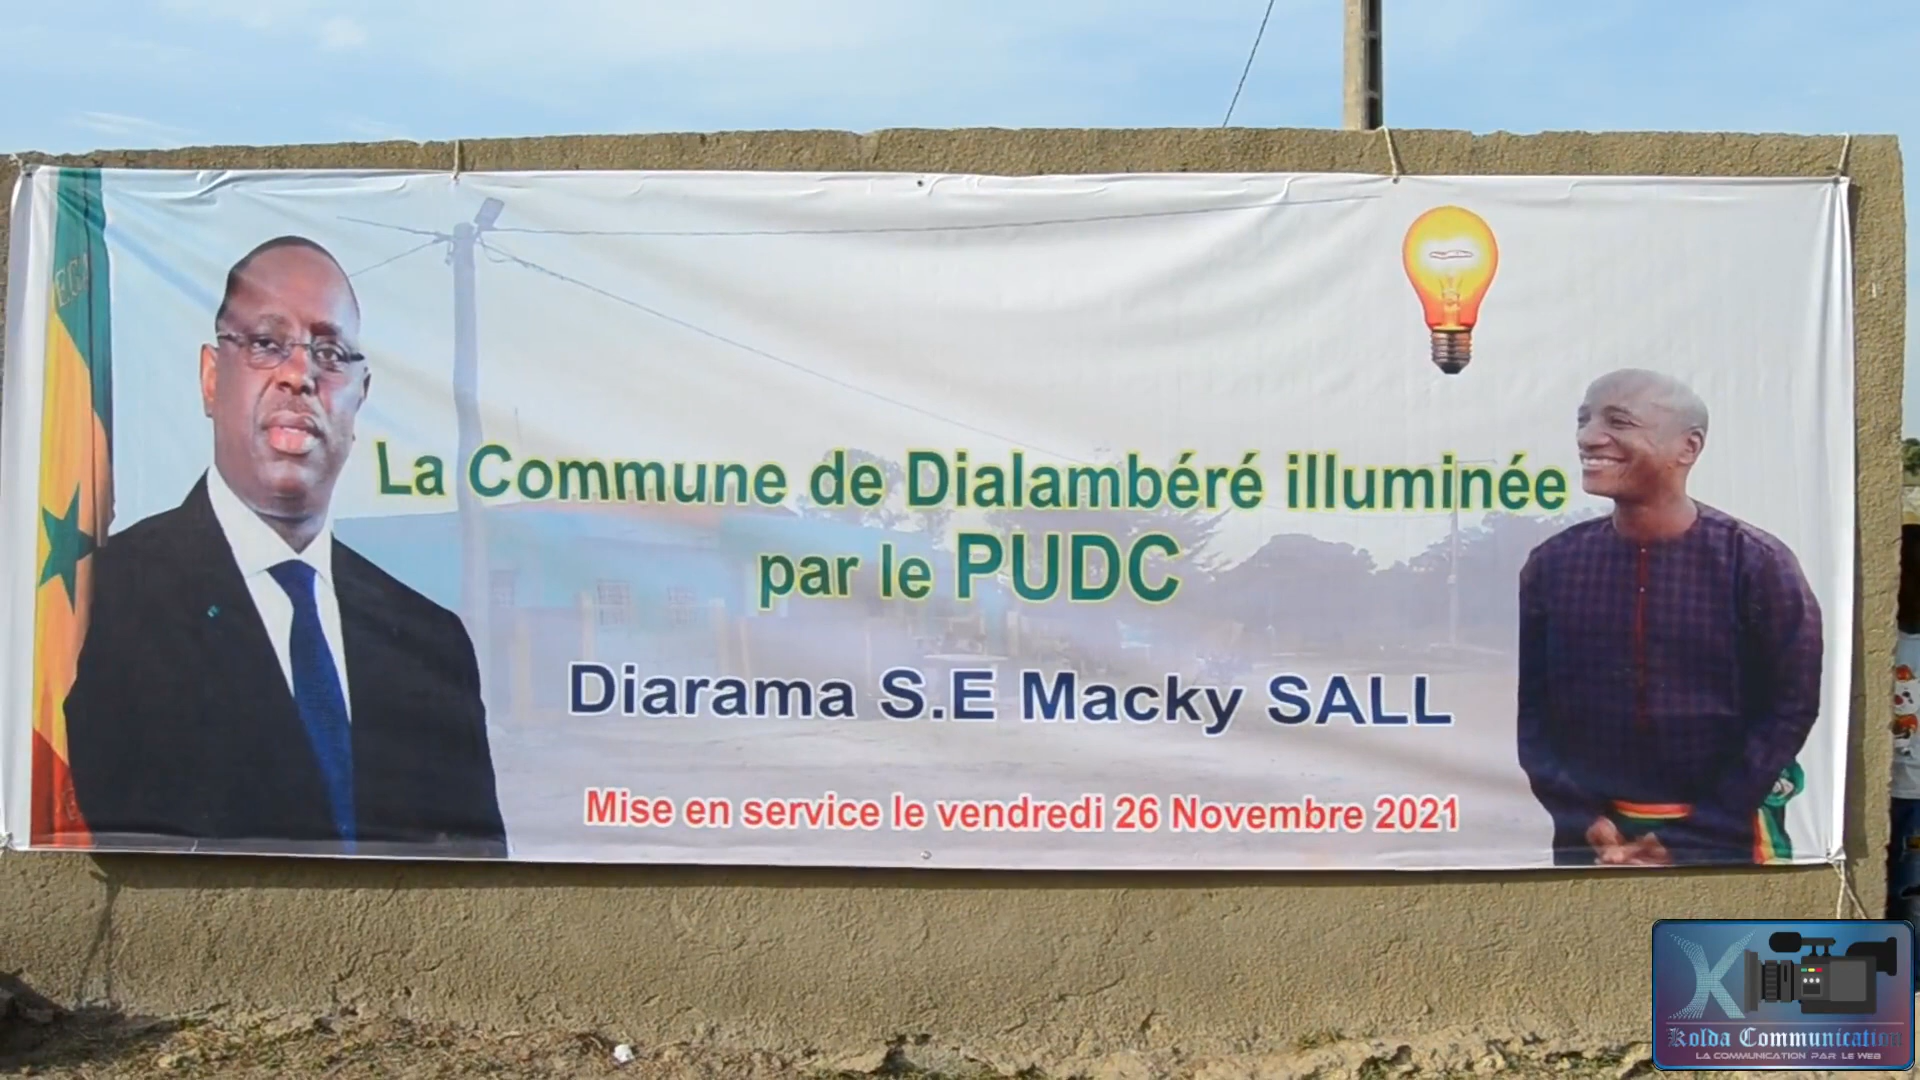 La Commune de Dialambéré illuminée
par le PUDC
Diarama S.E Macky SALL
Mise en service le vendredi 26 Novembre 2021
Kolda Communication
LA COMMUNICATION PAR LE WEB